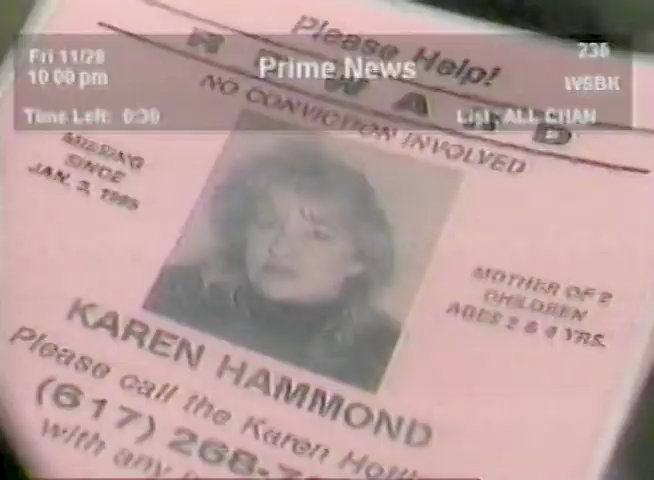 Please Help!
REWARD
Fri 11/28
Prime News
236
10:00 pm
WSBK
Time Left: 0:30
List: ALL CHAN
NO CONVICTION INVOLVED
MISSING
SINCE
JAN. 3, 1995
MOTHER OF 2
CHILDREN
AGES 2 & 4 YRS.
KAREN HAMMOND
Please call the Karen
(617) 268-7
with any